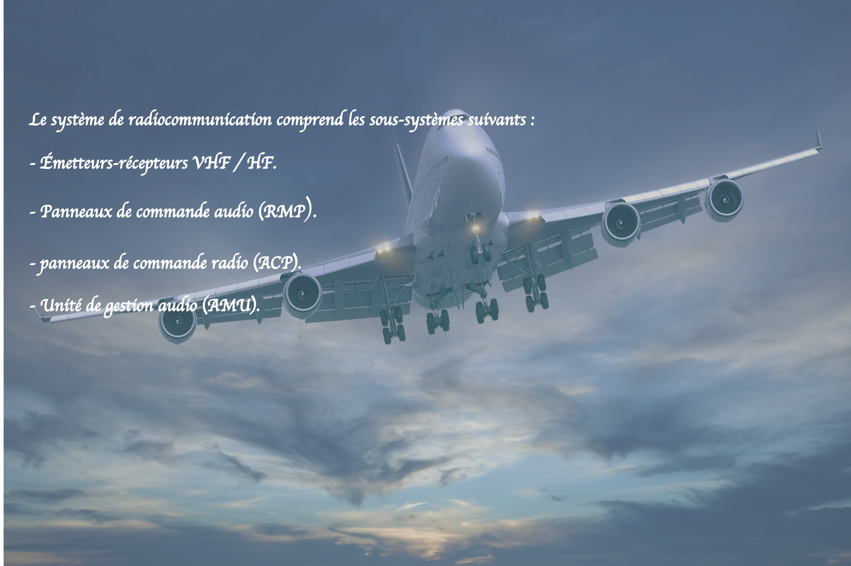 Le système de radiocommunication comprend les sous-systèmes suivants :
- Émetteurs-récepteurs VHF / HF.
- Panneaux de commande audio (RMP).
- panneaux de commande radio (ACP).
- Unité de gestion audio (AMU).